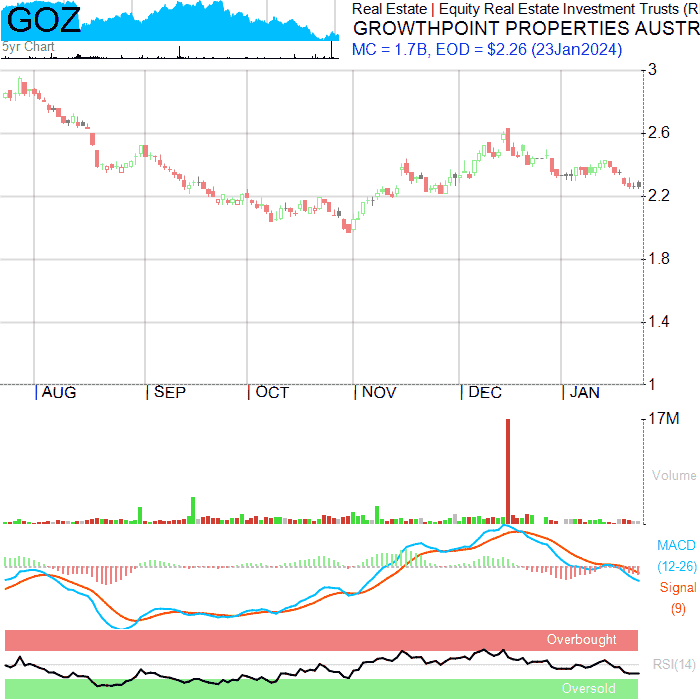 GOZ
5yr Chart
Real Estate | Equity Real Estate Investment Trusts (R
GROWTHPOINT PROPERTIES AUSTR
MC = 1.7B, EOD = $2.26 (23Jan2024)
3
2.6
2.2
1.8
1.4
1
| AUG | SEP | OCT | NOV | DEC | JAN
17M
Volume
MACD
(12-26)
Signal
(9)
Overbought
RSI(14)
Oversold